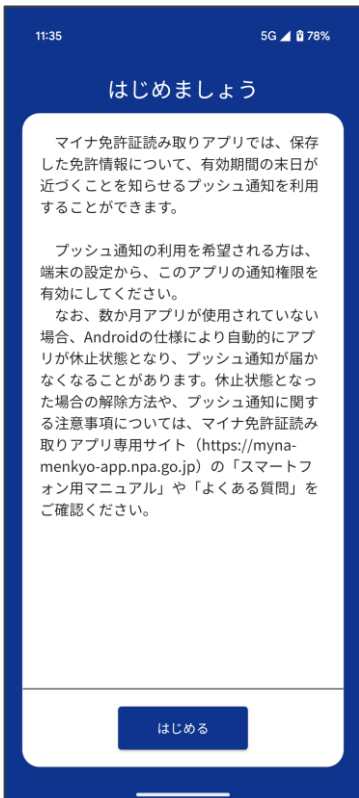 11:35 5G 78%
はじめましょう
　マイナ免許証読み取りアプリでは、保存
した免許情報について、有効期間の末日が
近づくことを知らせるプッシュ通知を利用
することができます。
　プッシュ通知の利用を希望される方は、
端末の設定から、このアプリの通知権限を
有効にしてください。
　なお、数か月アプリが使用されていない
場合、Androidの仕様により自動的にアプ
リが休止状態となり、プッシュ通知が届か
なくなることがあります。休止状態となっ
た場合の解除方法や、プッシュ通知に関す
る注意事項については、マイナ免許証読み
取りアプリ専用サイト（https://myna-
menkyo-app.npa.go.jp）の「スマートフ
ォン用マニュアル」や「よくある質問」を
ご確認ください。
はじめる